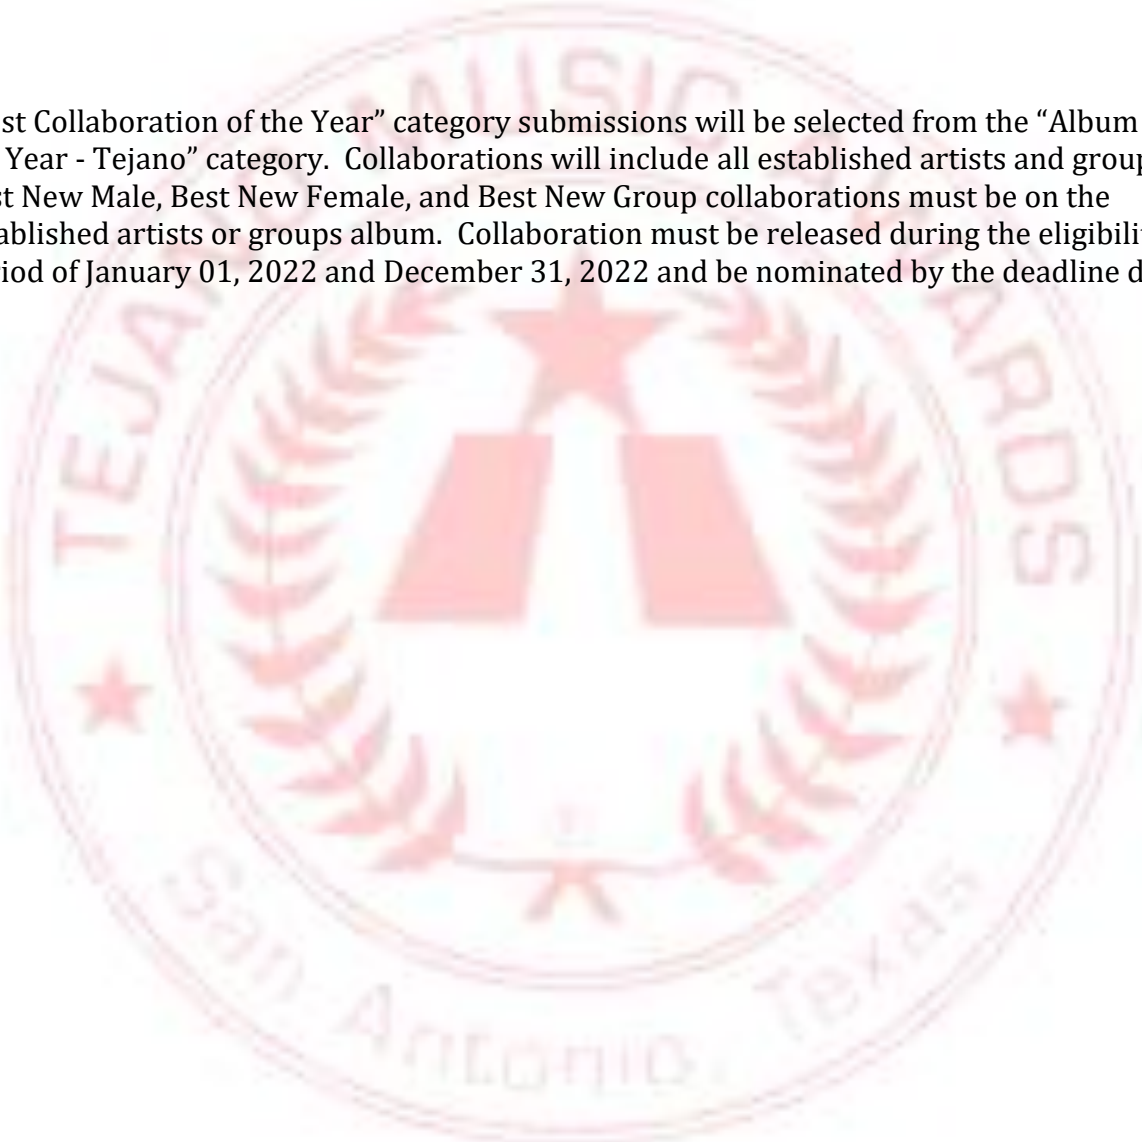 st Collaboration of the Year” category submissions will be selected from the “Album
Year - Tejano” category.  Collaborations will include all established artists and group
st New Male, Best New Female, and Best New Group collaborations must be on the
ablished artists or groups album.  Collaboration must be released during the eligibilit
iod of January 01, 2022 and December 31, 2022 and be nominated by the deadline d
TEJANO MUSIC AWARDS
San Antonio, Texas